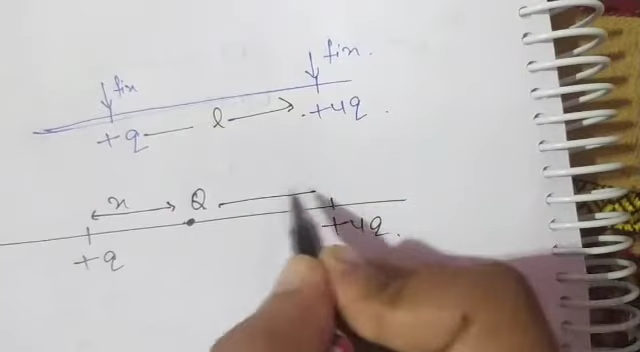 fix fix.
+q l +4q
x Q
+q +4q.